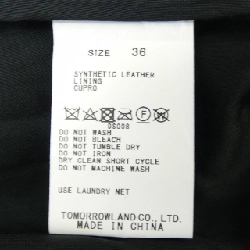 SIZE 36
SYNTHETIC LEATHER
LINING
CUPRO
F
0S008
DO NOT WASH
DO NOT BLEACH
DO NOT TUMBLE DRY
DO NOT IRON
DRY CLEAN SHORT CYCLE
DO NOT MACHINE WASH
USE LAUNDRY NET
TOMORROWLAND CO.,LTD.
MADE IN CHINA